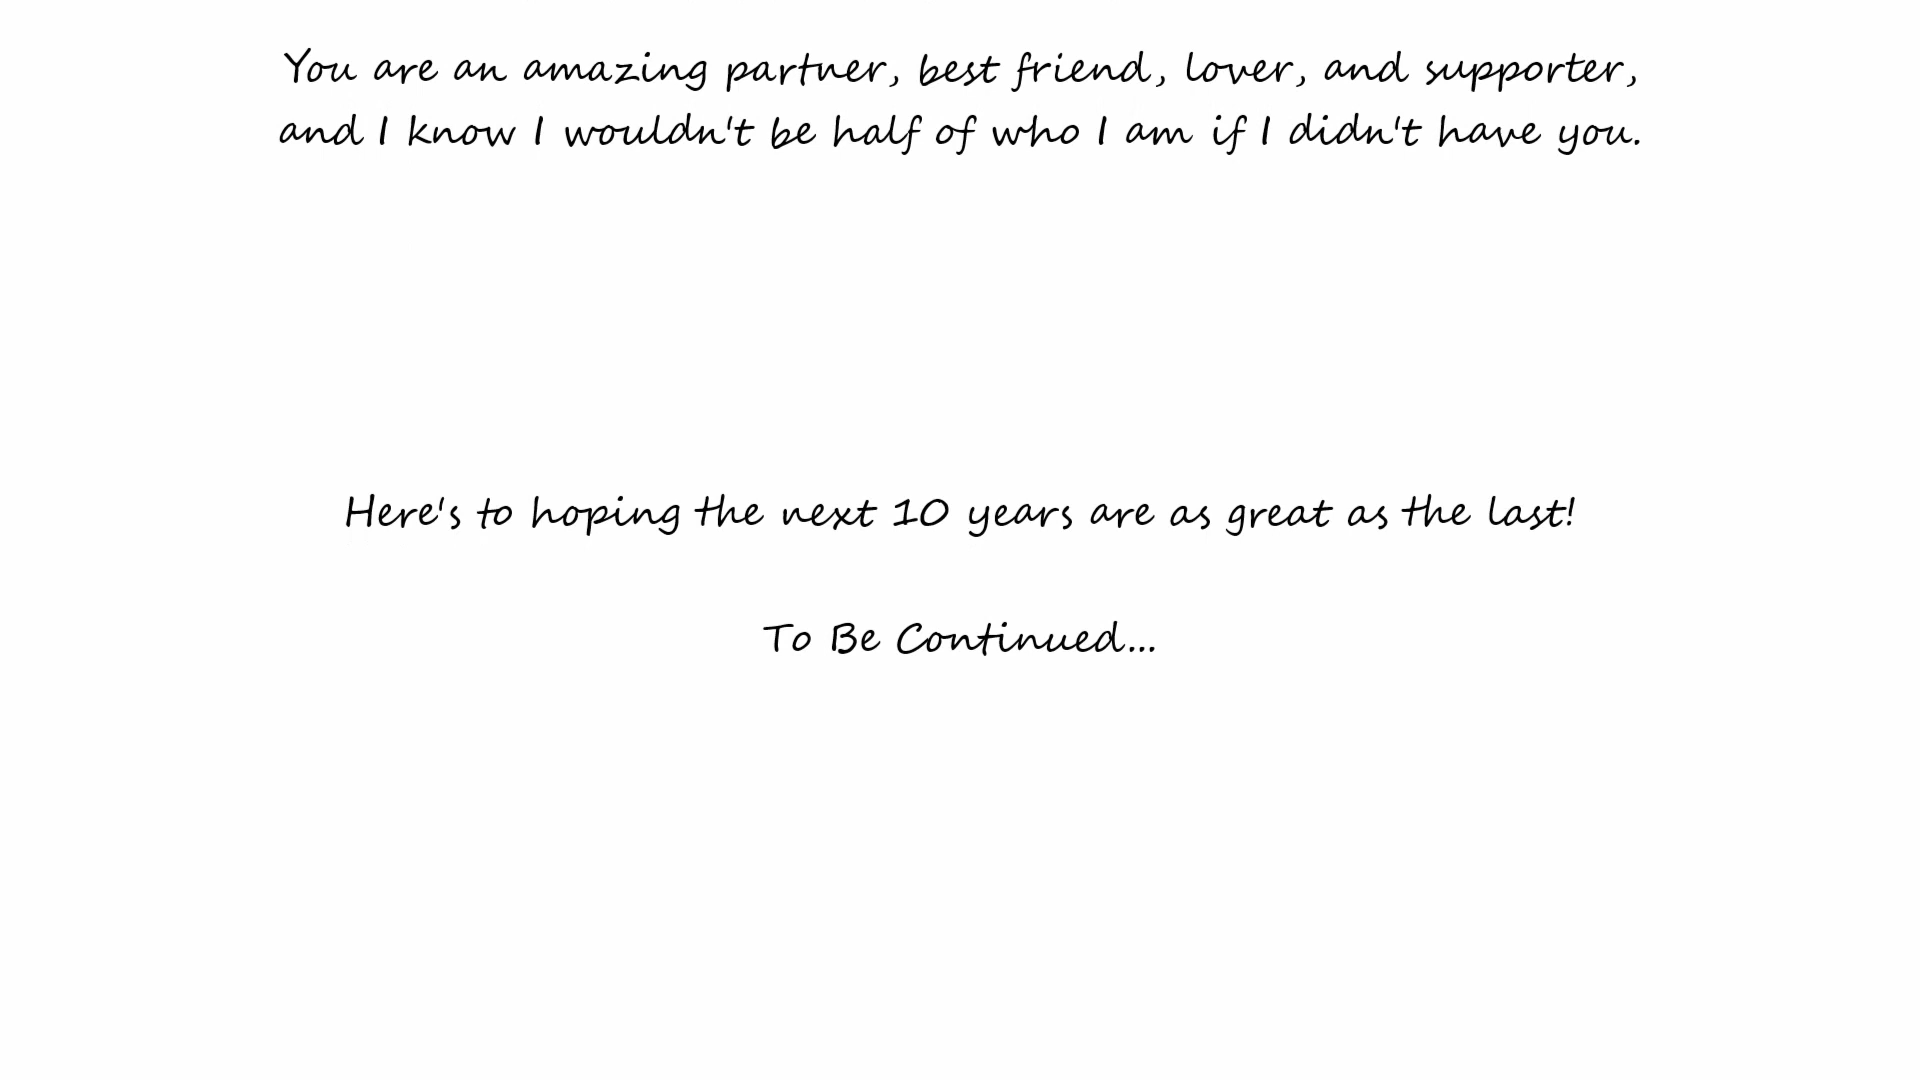 You are an amazing partner, best friend, lover, and supporter,
and I know I wouldn't be half of who I am if I didn't have you.
Here's to hoping the next 10 years are as great as the last!
To Be Continued...